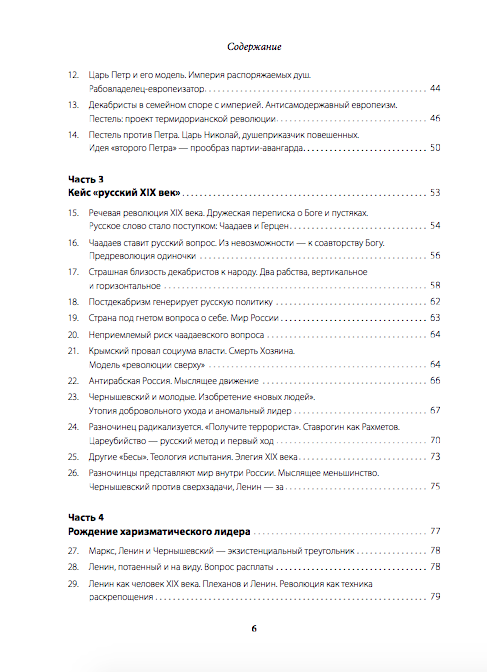 Содержание
12. Царь Петр и его модель. Империя распоряжаемых душ.
Рабовладелец-европеизатор. 44
13. Декабристы в семейном споре с империей. Антисамодержавный европеизм.
Пестель: проект термидорианской революции 46
14. Пестель против Петра. Царь Николай, душеприказчик повешенных.
Идея «второго Петра» — прообраз партии-авангарда. 50
Часть 3
Кейс «русский XIX век» 53
15. Речевая революция XIX века. Дружеская переписка о Боге и пустяках.
Русское слово стало поступком: Чаадаев и Герцен 54
16. Чаадаев ставит русский вопрос. Из невозможности — к соавторству Богу.
Предреволюция одиночки 56
17. Страшная близость декабристов к народу. Два рабства, вертикальное
и горизонтальное 58
18. Постдекабризм генерирует русскую политику 62
19. Страна под гнетом вопроса о себе. Мир России 63
20. Неприемлемый риск чаадаевского вопроса 64
21. Крымский провал социума власти. Смерть Хозяина.
Модель «революции сверху» 64
22. Антирабская Россия. Мыслящее движение 66
23. Чернышевский и молодые. Изобретение «новых людей».
Утопия добровольного ухода и аномальный лидер 67
24. Разночинец радикализуется. «Получите террориста». Ставрогин как Рахметов.
Цареубийство — русский метод и первый ход 70
25. Другие «Бесы». Теология испытания. Элегия XIX века 73
26. Разночинцы представляют мир внутри России. Мыслящее меньшинство.
Чернышевский против сверхзадачи, Ленин — за 75
Часть 4
Рождение харизматического лидера 77
27. Маркс, Ленин и Чернышевский — экзистенциальный треугольник 78
28. Ленин, потаенный и на виду. Вопрос расплаты 78
29. Ленин как человек XIX века. Плеханов и Ленин. Революция как техника
раскрепощения 79
6